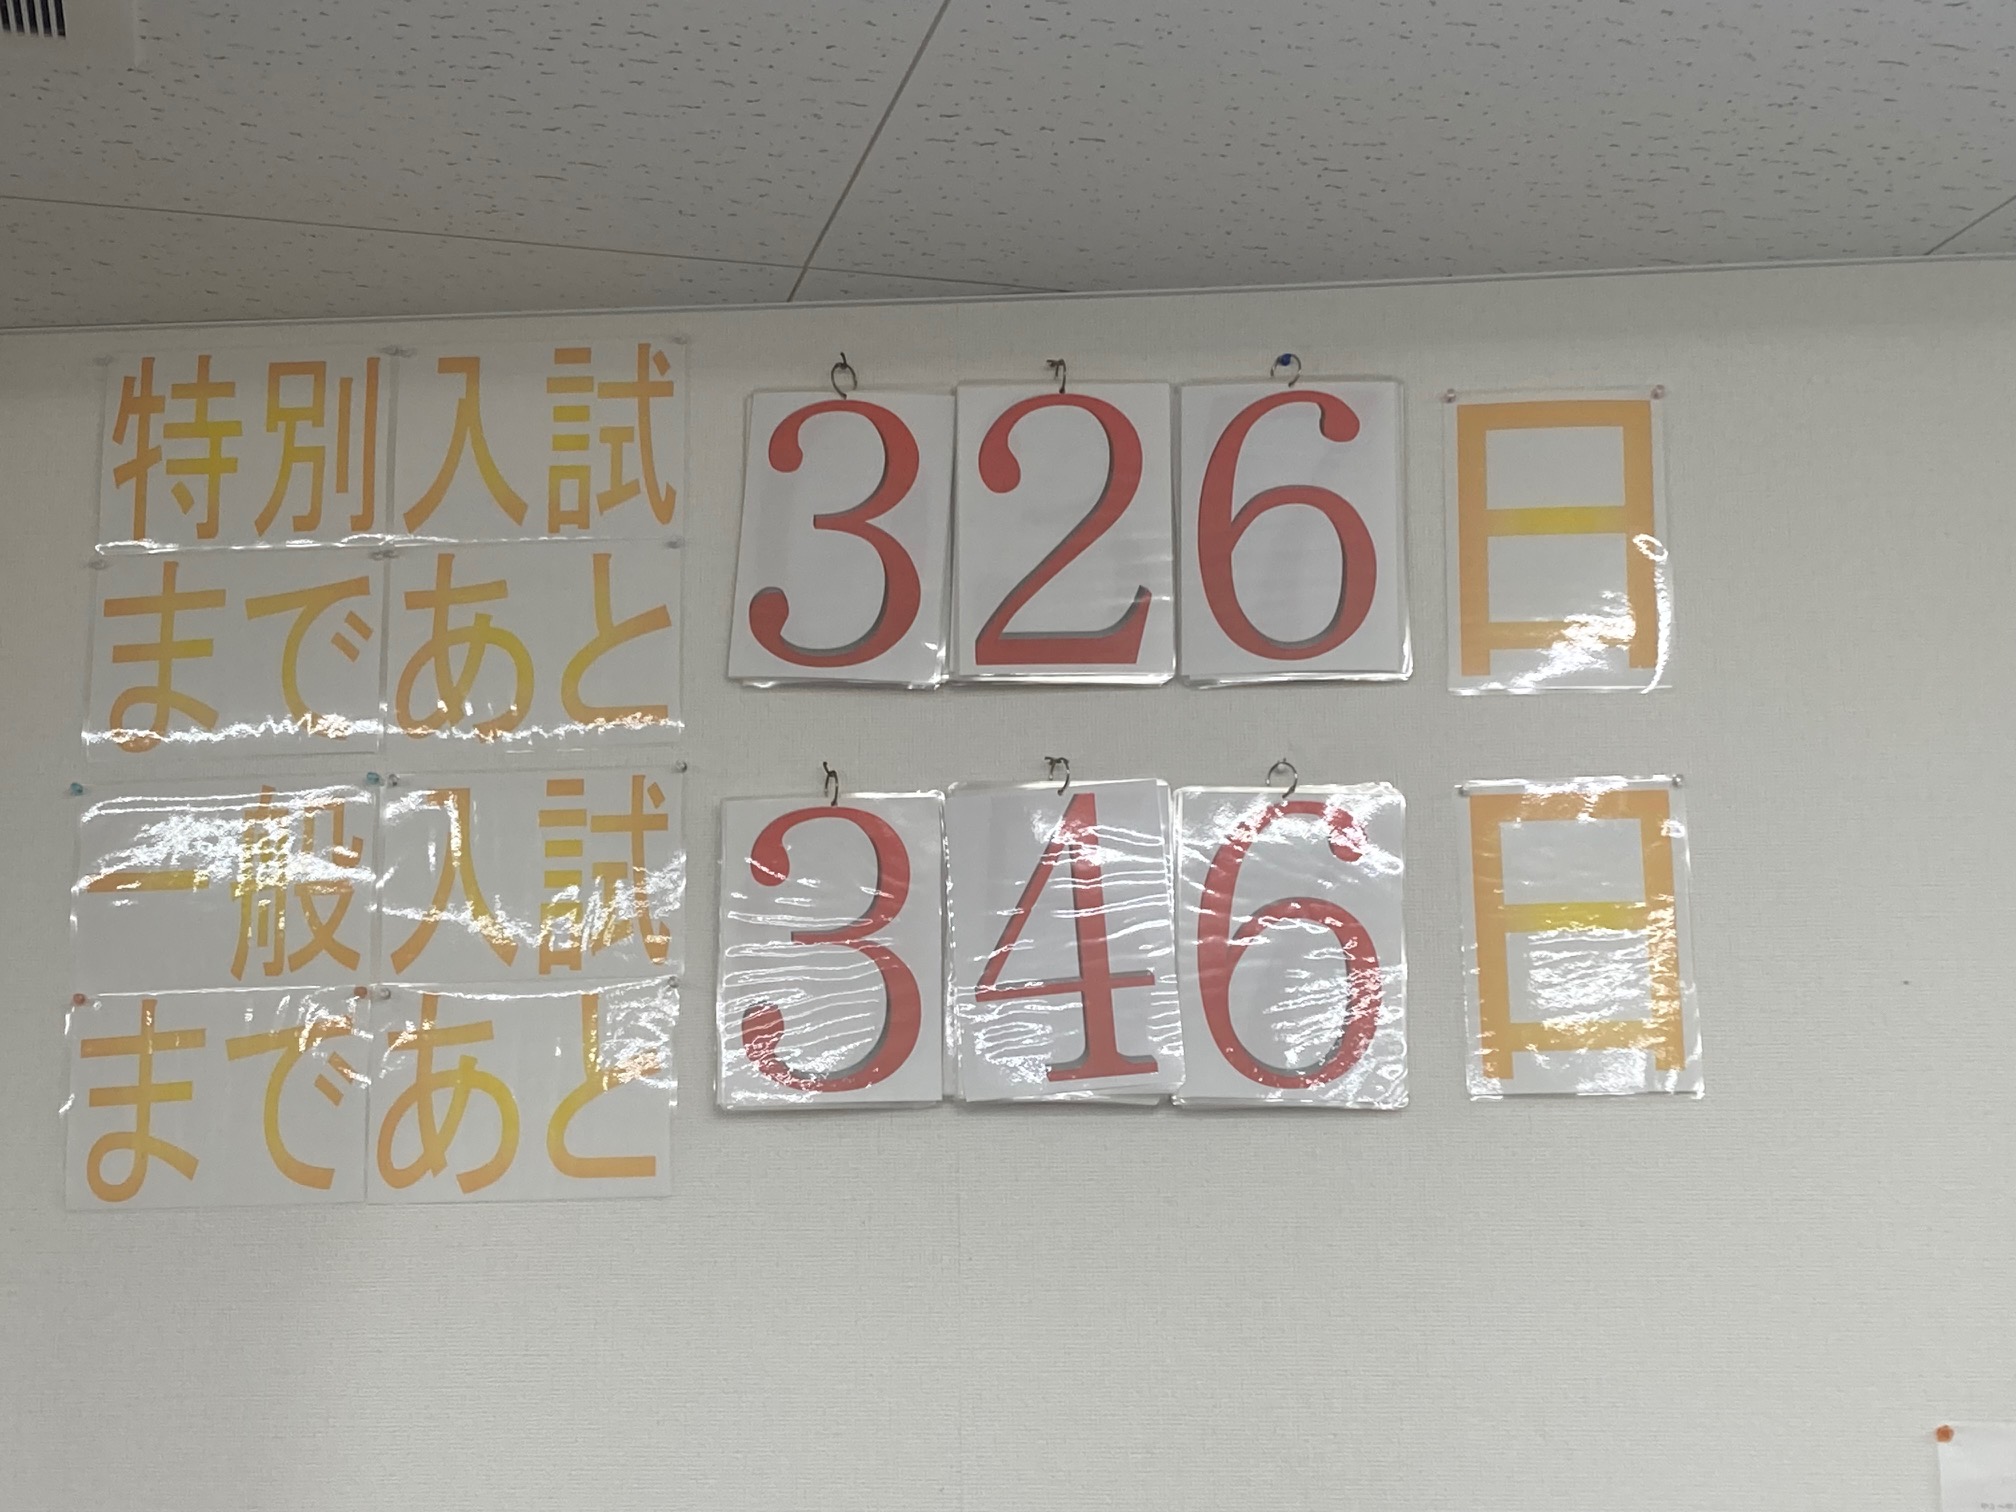 特別入試
まであと
326日
一般入試
まであと
346日